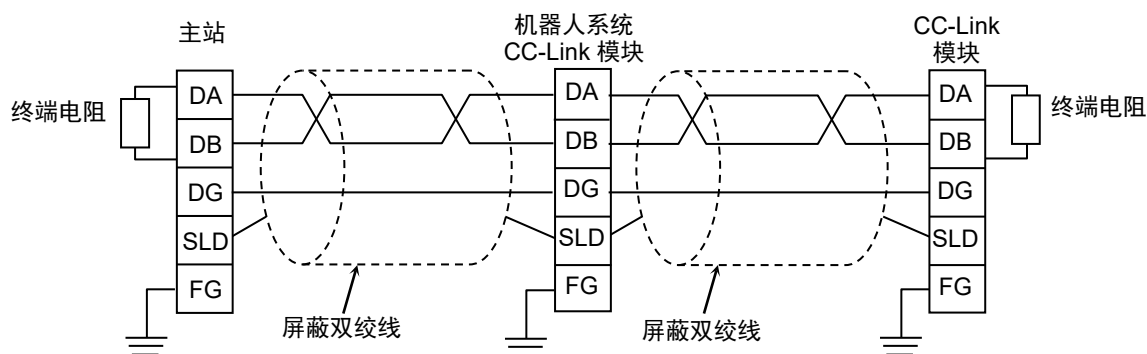 主站
机器人系统
CC-Link 模块
CC-Link
模块
终端电阻
DA
DB
DG
SLD
FG
DA
DB
DG
SLD
FG
DA
DB
DG
SLD
FG
终端电阻
屏蔽双绞线
屏蔽双绞线